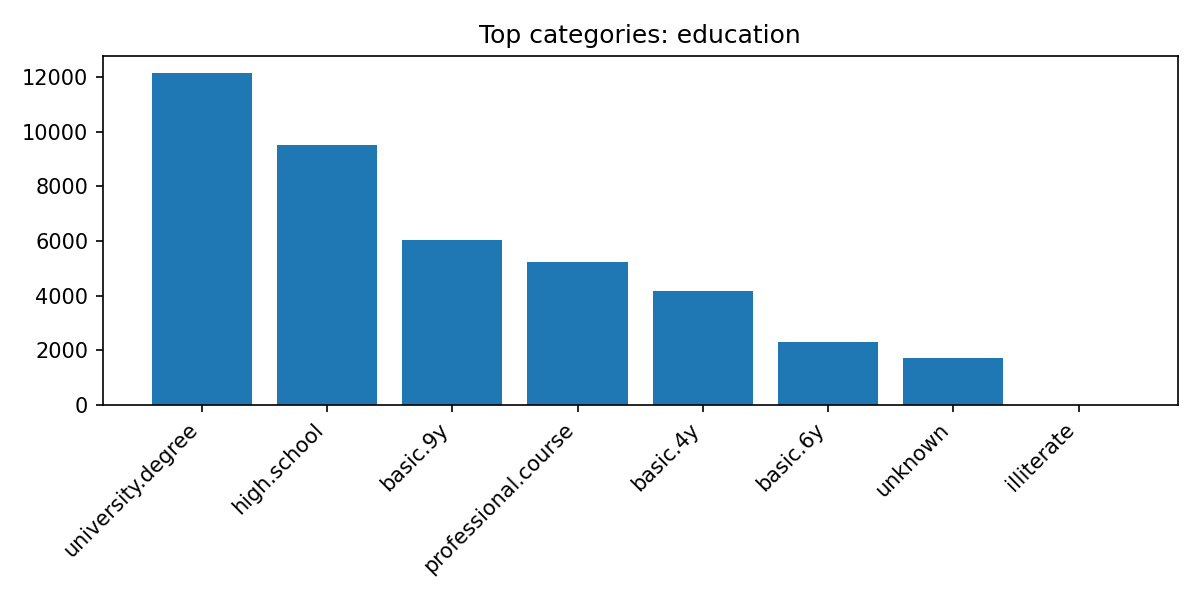 Top categories: education
12000
10000
8000
6000
4000
2000
0
university.degree
high.school
basic.9y
professional.course
basic.4y
basic.6y
unknown
illiterate